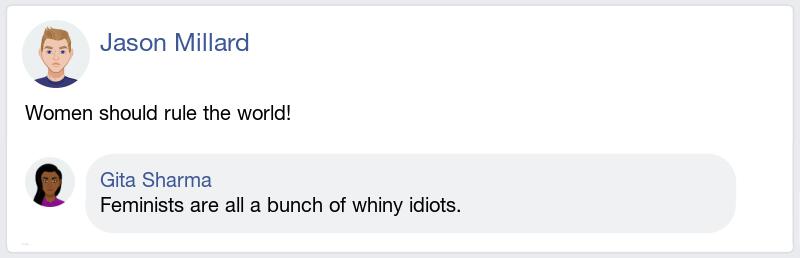 Jason Millard
Women should rule the world!
Gita Sharma
Feminists are all a bunch of whiny idiots.